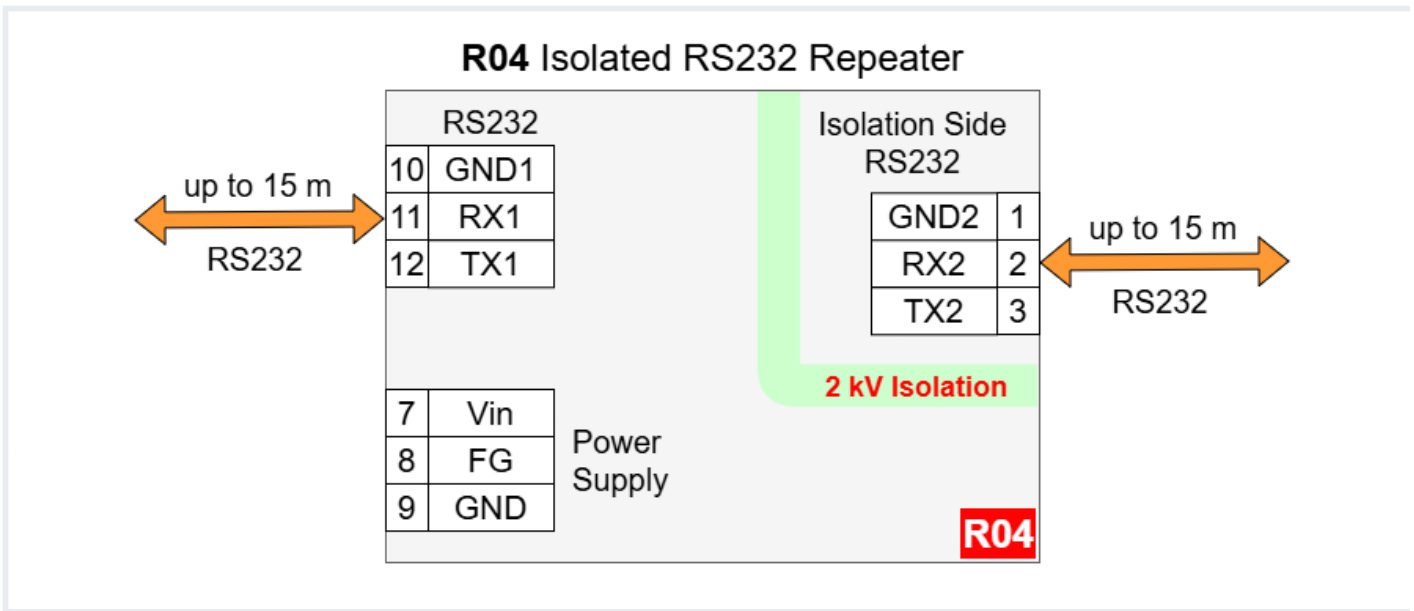 R04 Isolated RS232 Repeater
RS232
10 GND1
11 RX1
12 TX1
up to 15 m
RS232
Isolation Side
RS232
GND2 1
RX2 2
TX2 3
up to 15 m
RS232
2 kV Isolation
7 Vin
8 FG
9 GND
Power
Supply
R04